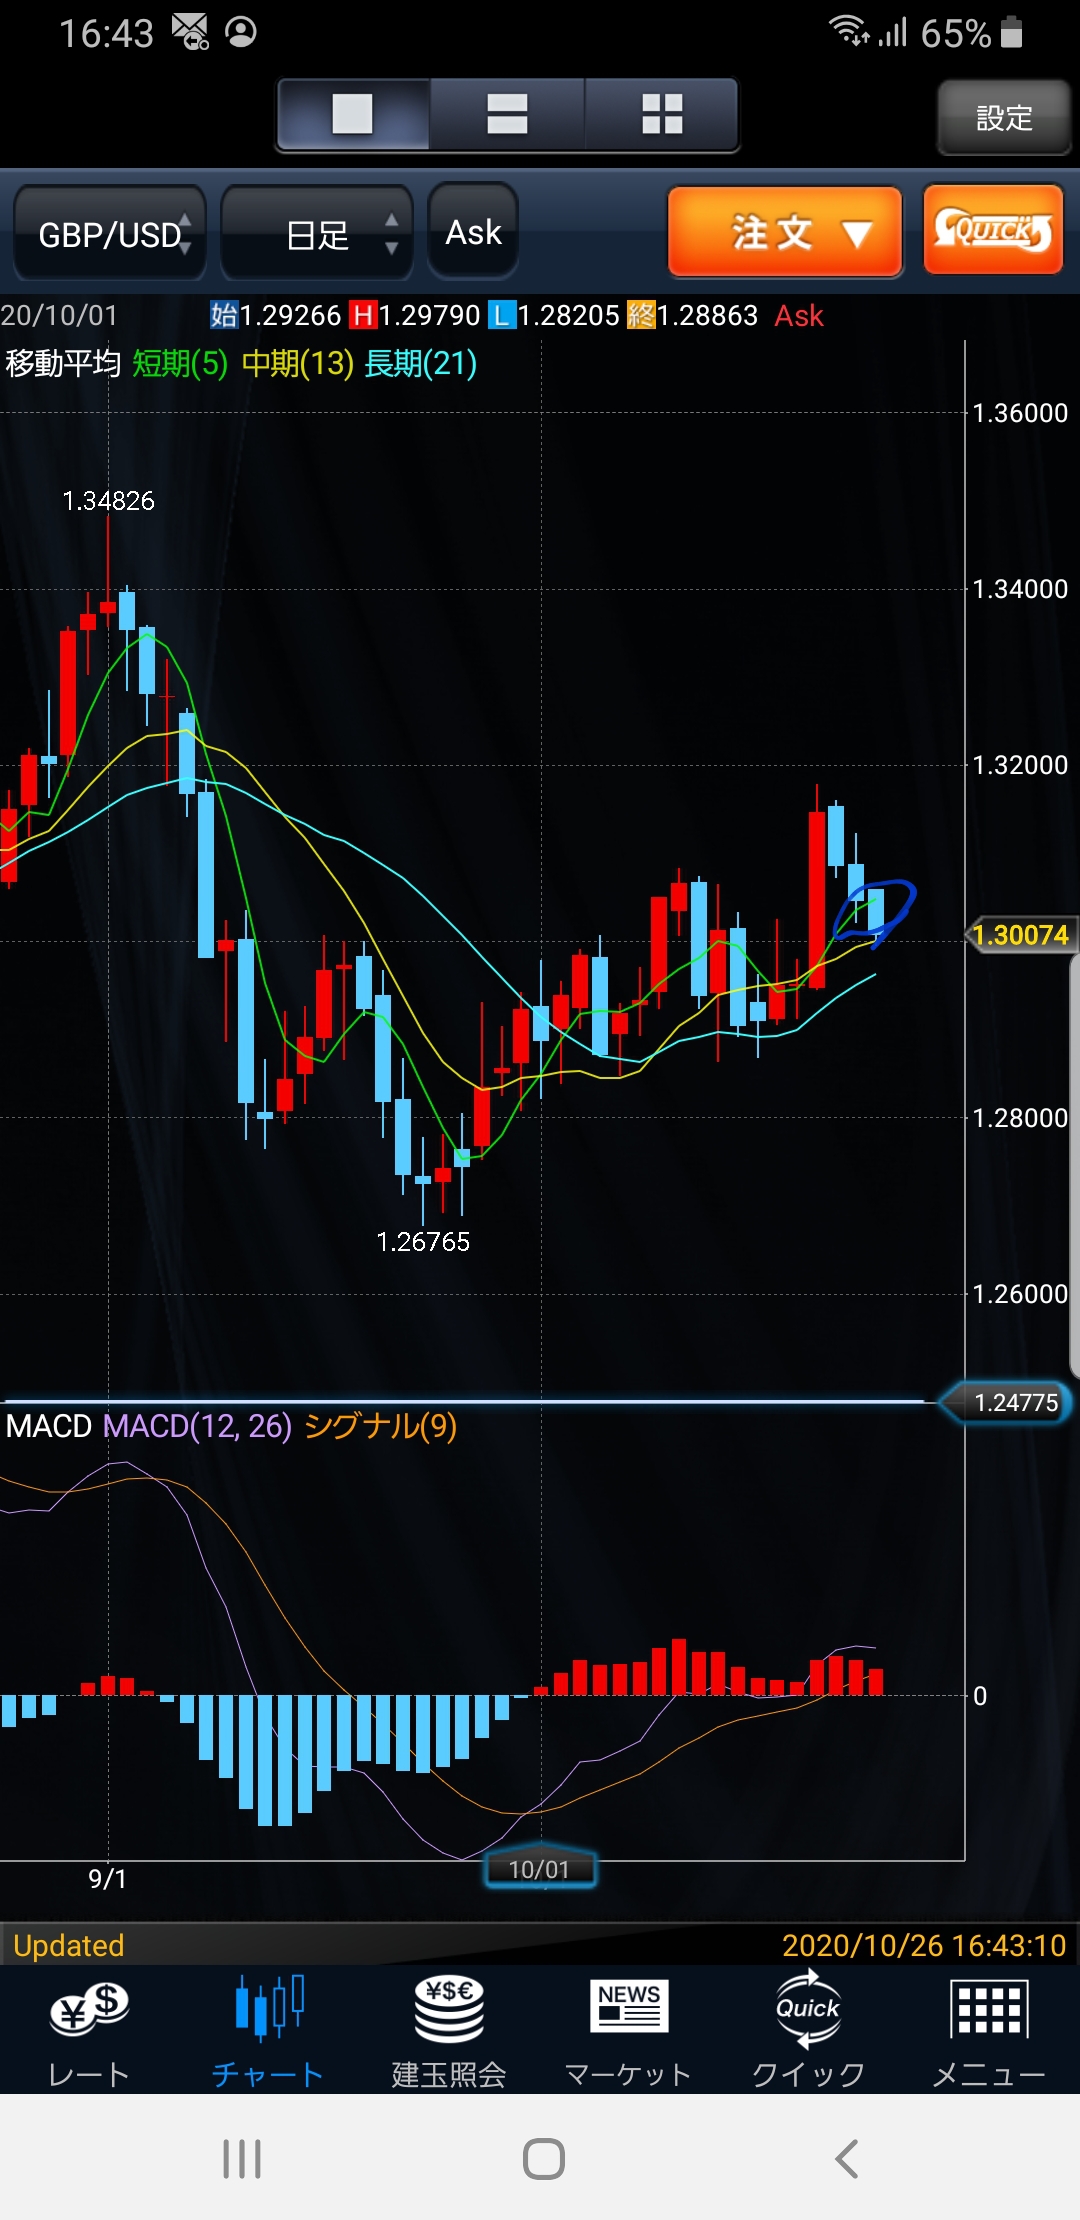 16:43 65%
設定
GBP/USD 日足 Ask 注文 ▼ QUICK
20/10/01 始1.29266 H1.29790 L1.28205 終1.28863 Ask
移動平均 短期(5) 中期(13) 長期(21)
1.36000
1.34826
1.34000
1.32000
1.30074
1.28000
1.26765
1.26000
1.24775
MACD MACD(12, 26) シグナル(9)
0
9/1 10/01
Updated 2020/10/26 16:43:10
¥$ ¥$€ NEWS Quick
レート チャート 建玉照会 マーケット クイック メニュー